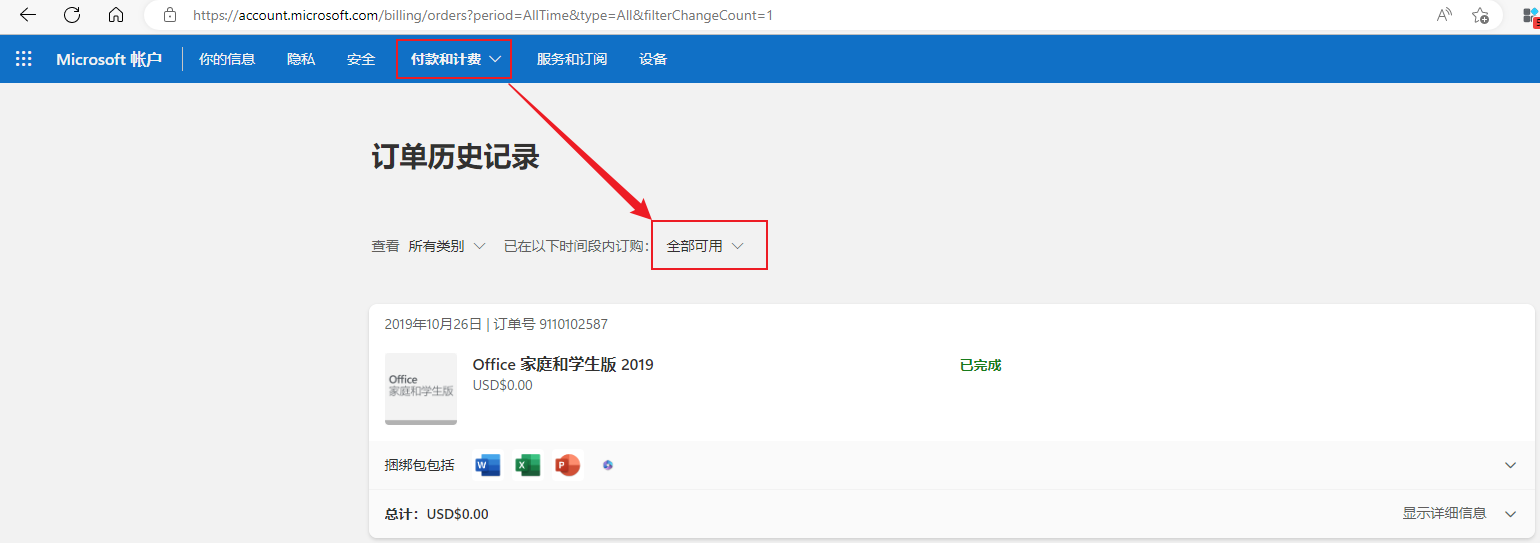 https://account.microsoft.com/billing/orders?period=AllTime&type=All&filterChangeCount=1
Microsoft 帐户 你的信息 隐私 安全 付款和计费 服务和订阅 设备
订单历史记录
查看 所有类别 已在以下时间段内订购: 全部可用
2019年10月26日 | 订单号 9110102587
Office 家庭和学生版 2019 已完成
USD$0.00
Office
家庭和学生版
捆绑包包括 W X P
总计: USD$0.00 显示详细信息